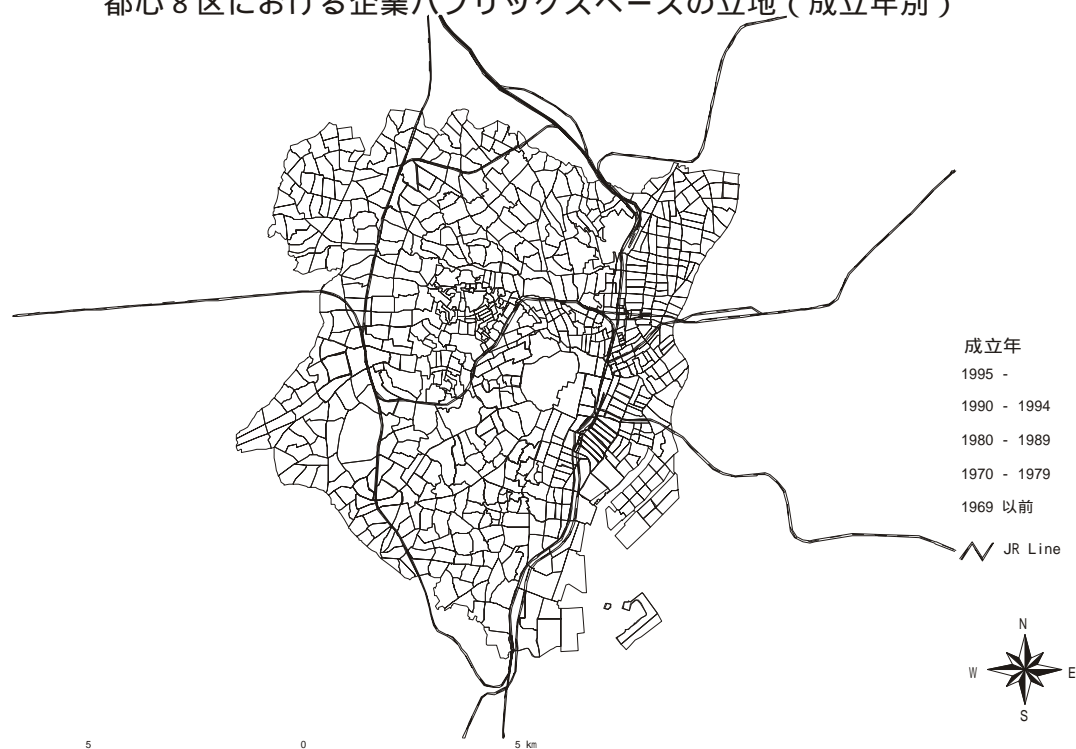 都心8区における企業パブリックスペースの立地(成立年別)
成立年
1995 -
1990 - 1994
1980 - 1989
1970 - 1979
1969 以前
JR Line
N
W E
S
5 0 5 km